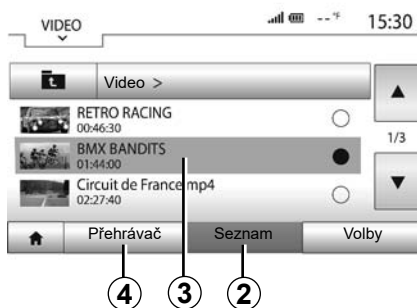 VIDEO
-- °F 15:30
Video >
RETRO RACING
00:46:30
BMX BANDITS
01:44:00
1/3
Circuit de France mp4
02:27:40
Přehrávač Seznam Volby
4 3 2